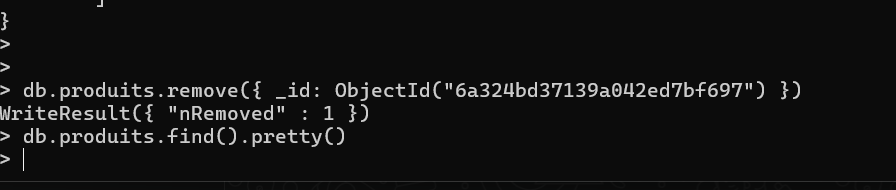 ]
}
>
>
> db.produits.remove({ _id: ObjectId("6a324bd37139a042ed7bf697") })
WriteResult({ "nRemoved" : 1 })
> db.produits.find().pretty()
>